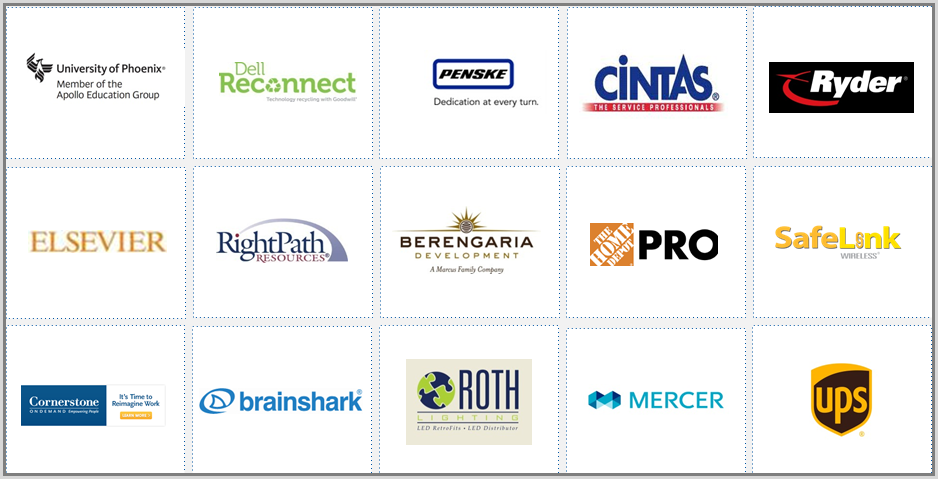 University of Phoenix®
Member of the
Apollo Education Group
Dell
Reconnect
Technology recycling with Goodwill®
PENSKE
Dedication at every turn.
CiNTAS®
THE SERVICE PROFESSIONALS
Ryder®
ELSEVIER
RightPath
RESOURCES®
BERENGARIA
DEVELOPMENT
A Marcus Family Company
THE
HOME
DEPOT
PRO
SafeLink
WIRELESS®
Cornerstone
ONDEMAND Empowering People
It's Time to
Reimagine Work
LEARN MORE >
brainshark®
ROTH
LIGHTING
LED RetroFits • LED Distributor
MERCER
ups®